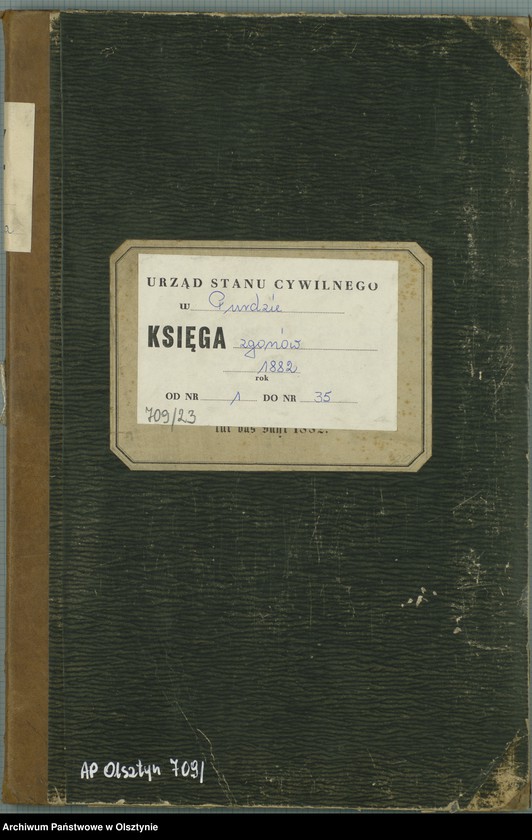 URZĄD STANU CYWILNEGO
w Purdzie
KSIĘGA zgonów
1882
rok
OD NR 1 DO NR 35
709/23
für das Jahr 1882.
AP Olsztyn 709/
Archiwum Państwowe w Olsztynie